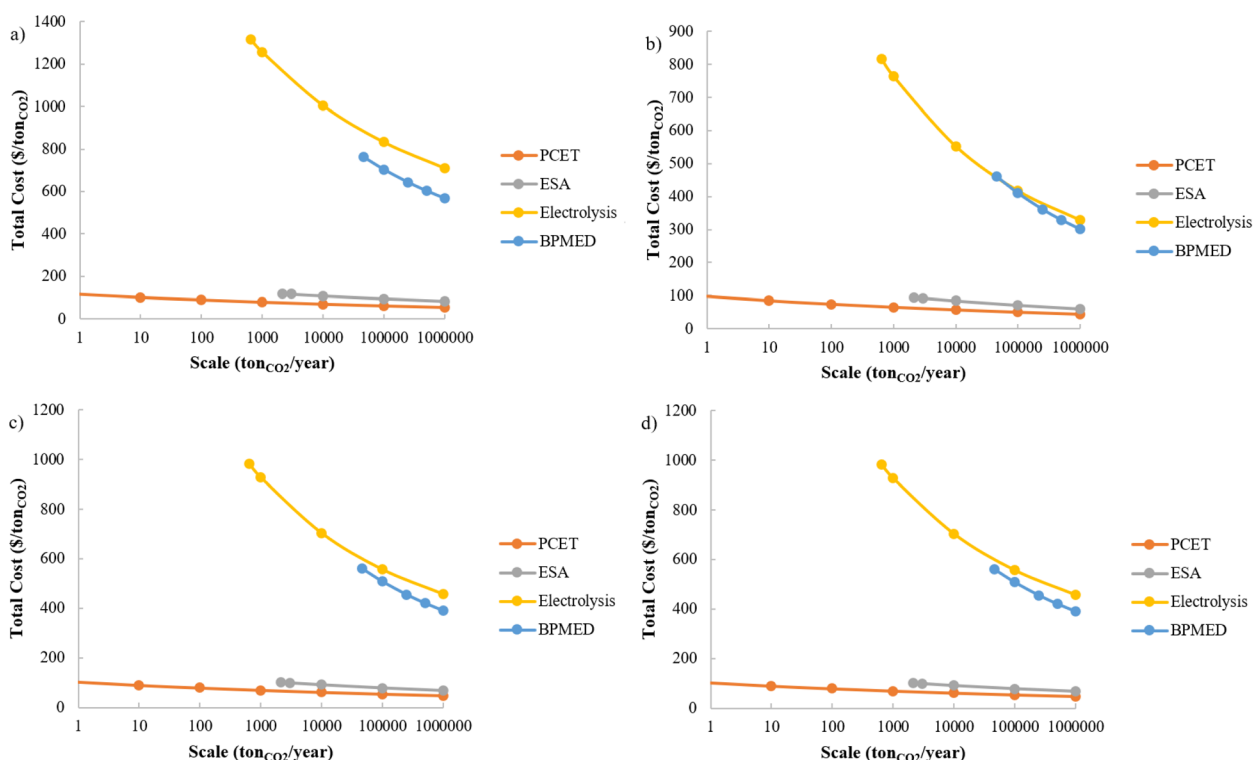 a)
Total Cost ($/tonCO2)
1400
1200
1000
800
600
400
200
0
1 10 100 1000 10000 100000 1000000
Scale (tonCO2/year)
PCET
ESA
Electrolysis
BPMED
b)
Total Cost ($/tonCO2)
900
800
700
600
500
400
300
200
100
0
1 10 100 1000 10000 100000 1000000
Scale (tonCO2/year)
PCET
ESA
Electrolysis
BPMED
c)
Total Cost ($/tonCO2)
1200
1000
800
600
400
200
0
1 10 100 1000 10000 100000 1000000
Scale (tonCO2/year)
PCET
ESA
Electrolysis
BPMED
d)
Total Cost ($/tonCO2)
1200
1000
800
600
400
200
0
1 10 100 1000 10000 100000 1000000
Scale (tonCO2/year)
PCET
ESA
Electrolysis
BPMED